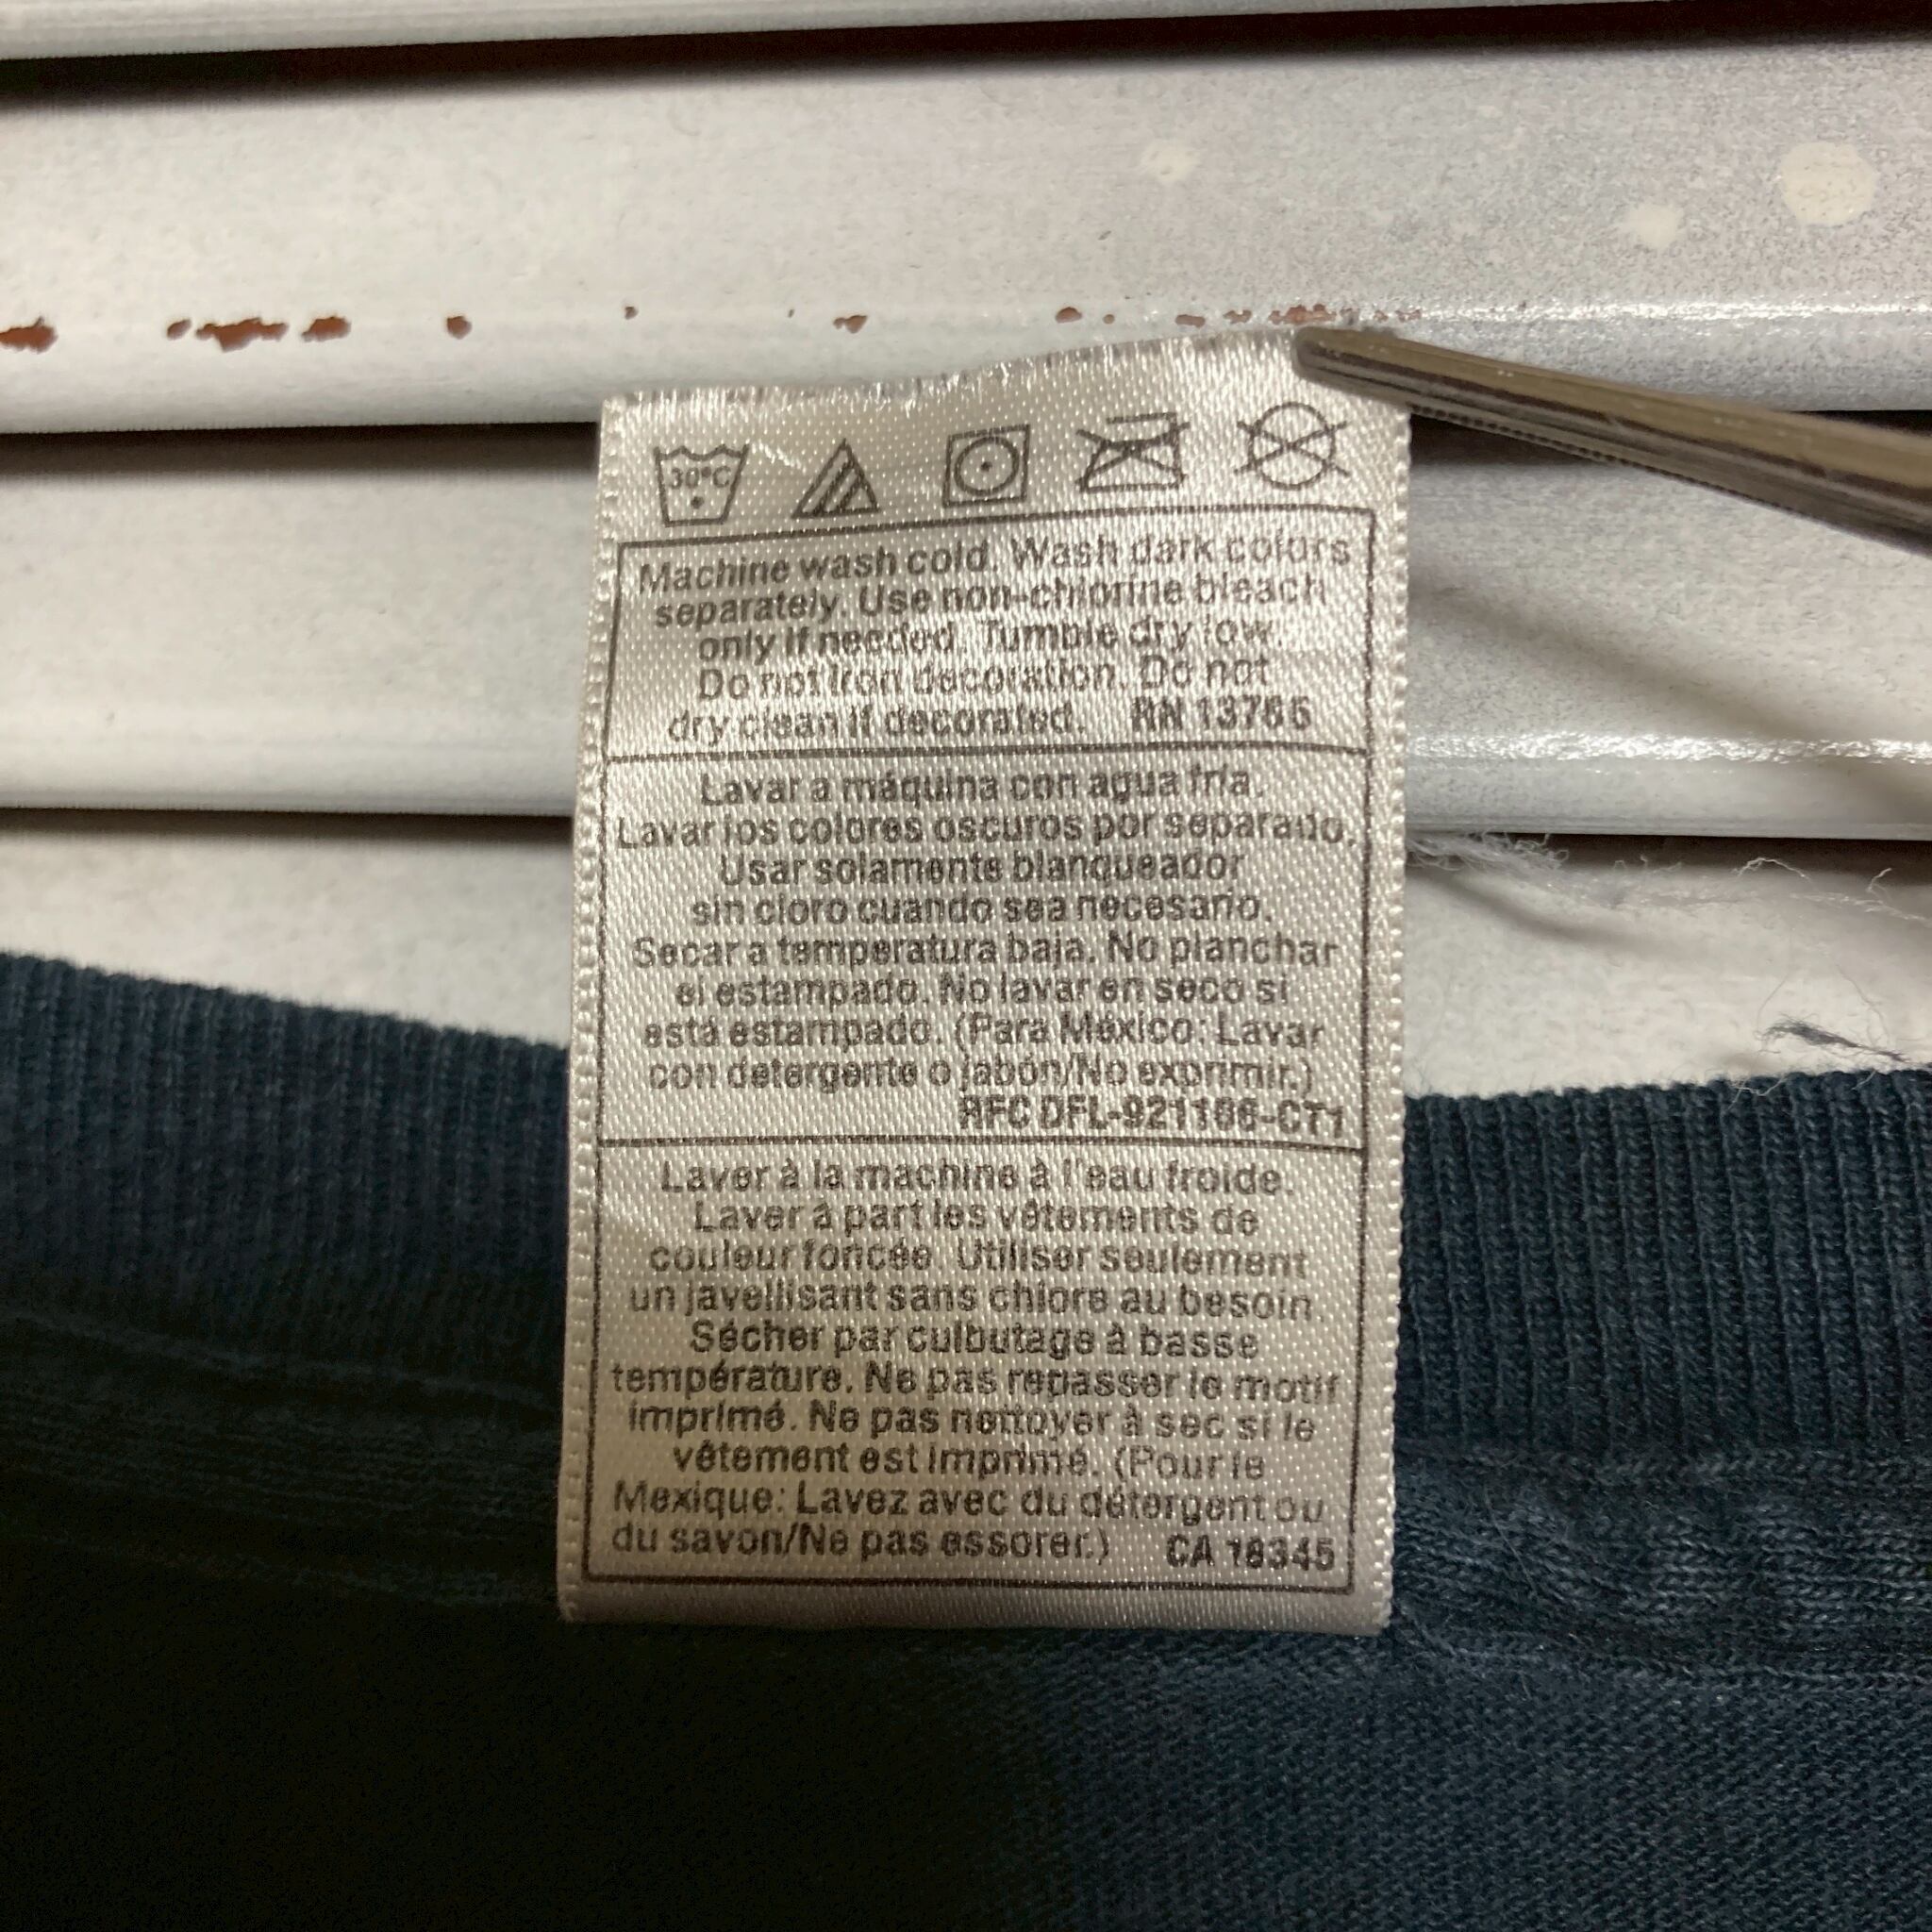 30°C
Machine wash cold. Wash dark colors
separately. Use non-chlorine bleach
only if needed. Tumble dry low.
Do not iron decoration. Do not
dry clean if decorated. RN 13765
Lavar a máquina con agua fría.
Lavar los colores oscuros por separado.
Usar solamente blanqueador
sin cloro cuando sea necesario.
Secar a temperatura baja. No planchar
el estampado. No lavar en seco si
está estampado. (Para México: Lavar
con detergente o jabón/No exprimir.)
RFC DFL-921106-CT1
Laver à la machine à l'eau froide.
Laver à part les vêtements de
couleur foncée. Utiliser seulement
un javellisant sans chlore au besoin.
Sécher par culbutage à basse
température. Ne pas repasser le motif
imprimé. Ne pas nettoyer à sec si le
vêtement est imprimé. (Pour le
Mexique: Lavez avec du détergent ou
du savon/Ne pas essorer.) CA 18345